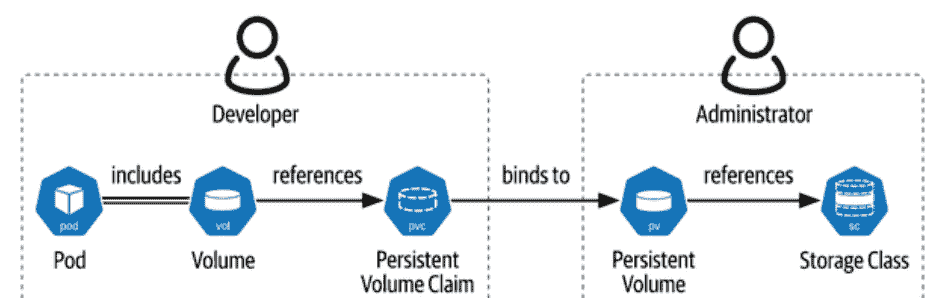 Developer
Administrator
includes
references
binds to
references
pod
vol
pvc
pv
sc
Pod
Volume
Persistent
Volume Claim
Persistent
Volume
Storage Class